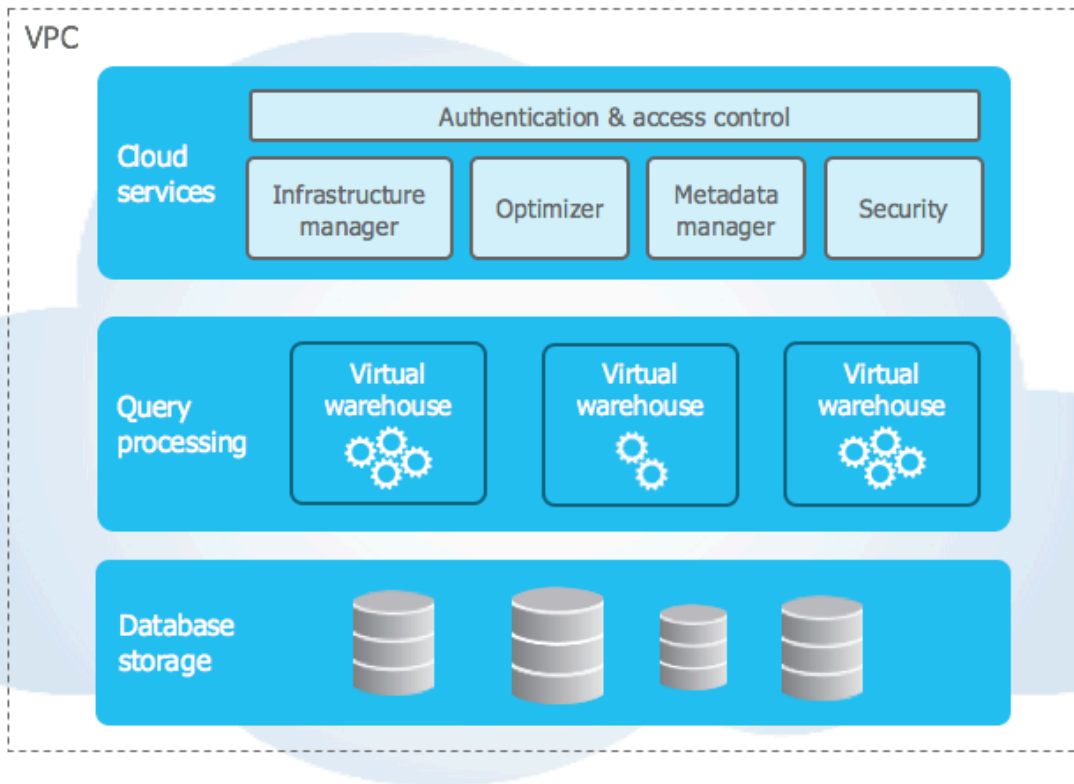 VPC
Authentication & access control
Cloud
services
Infrastructure
manager
Optimizer
Metadata
manager
Security
Query
processing
Virtual
warehouse
Virtual
warehouse
Virtual
warehouse
Database
storage